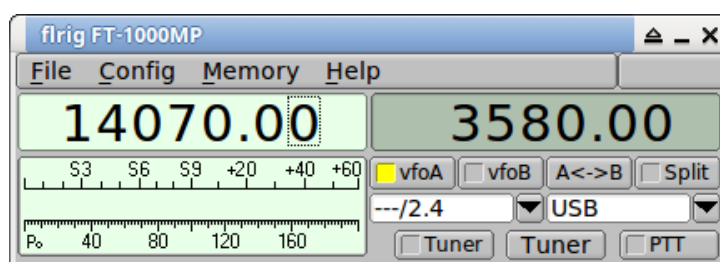 flrig FT-1000MP
File Config Memory Help
14070.00 3580.00
S3 S6 S9 +20 +40 +60
vfoA vfoB A<->B Split
---/2.4 USB
Po 40 80 120 160
Tuner Tuner PTT